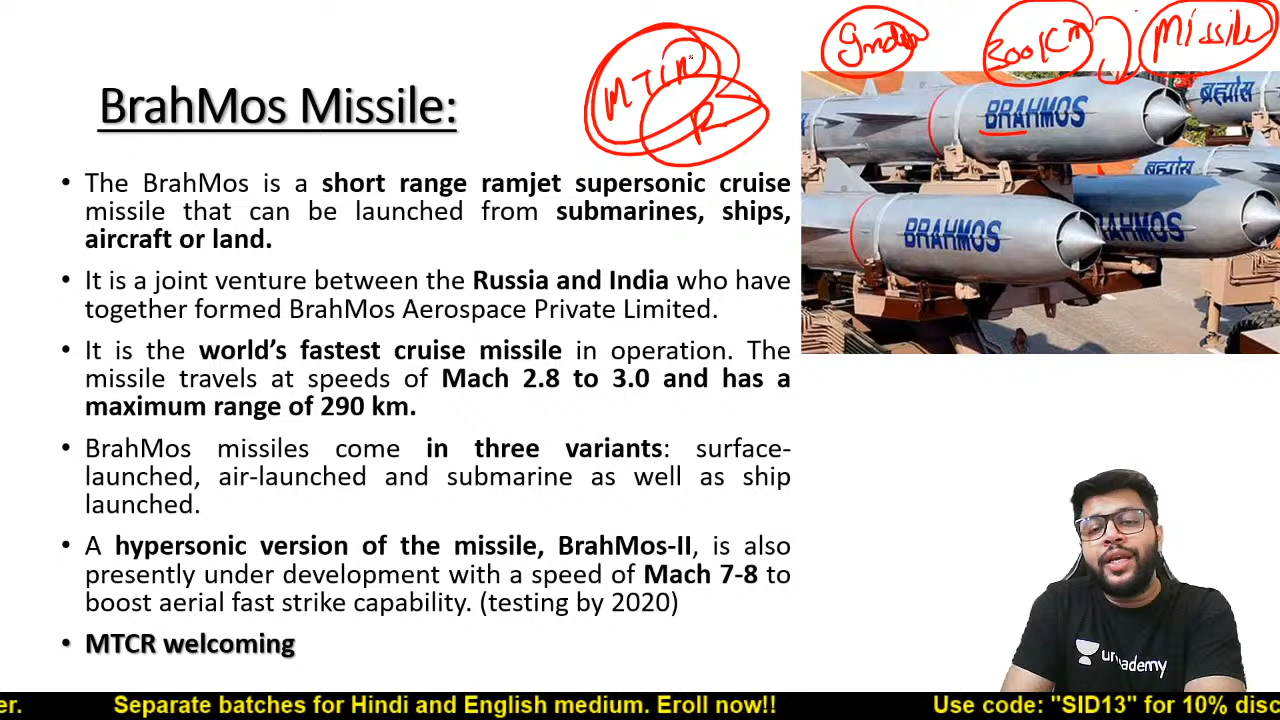 India
300 Km
Missile
MTCR
BrahMos Missile:
BRAHMOS
ब्रह्मोस
ब्रह्मोस
BRAHMOS
BRAHMOS
• The BrahMos is a short range ramjet supersonic cruise
missile that can be launched from submarines, ships,
aircraft or land.
• It is a joint venture between the Russia and India who have
together formed BrahMos Aerospace Private Limited.
• It is the world's fastest cruise missile in operation. The
missile travels at speeds of Mach 2.8 to 3.0 and has a
maximum range of 290 km.
• BrahMos missiles come in three variants: surface-
launched, air-launched and submarine as well as ship
launched.
• A hypersonic version of the missile, BrahMos-II, is also
presently under development with a speed of Mach 7-8 to
boost aerial fast strike capability. (testing by 2020)
• MTCR welcoming
unacademy
er. Separate batches for Hindi and English medium. Eroll now!! Use code: "SID13" for 10% disc